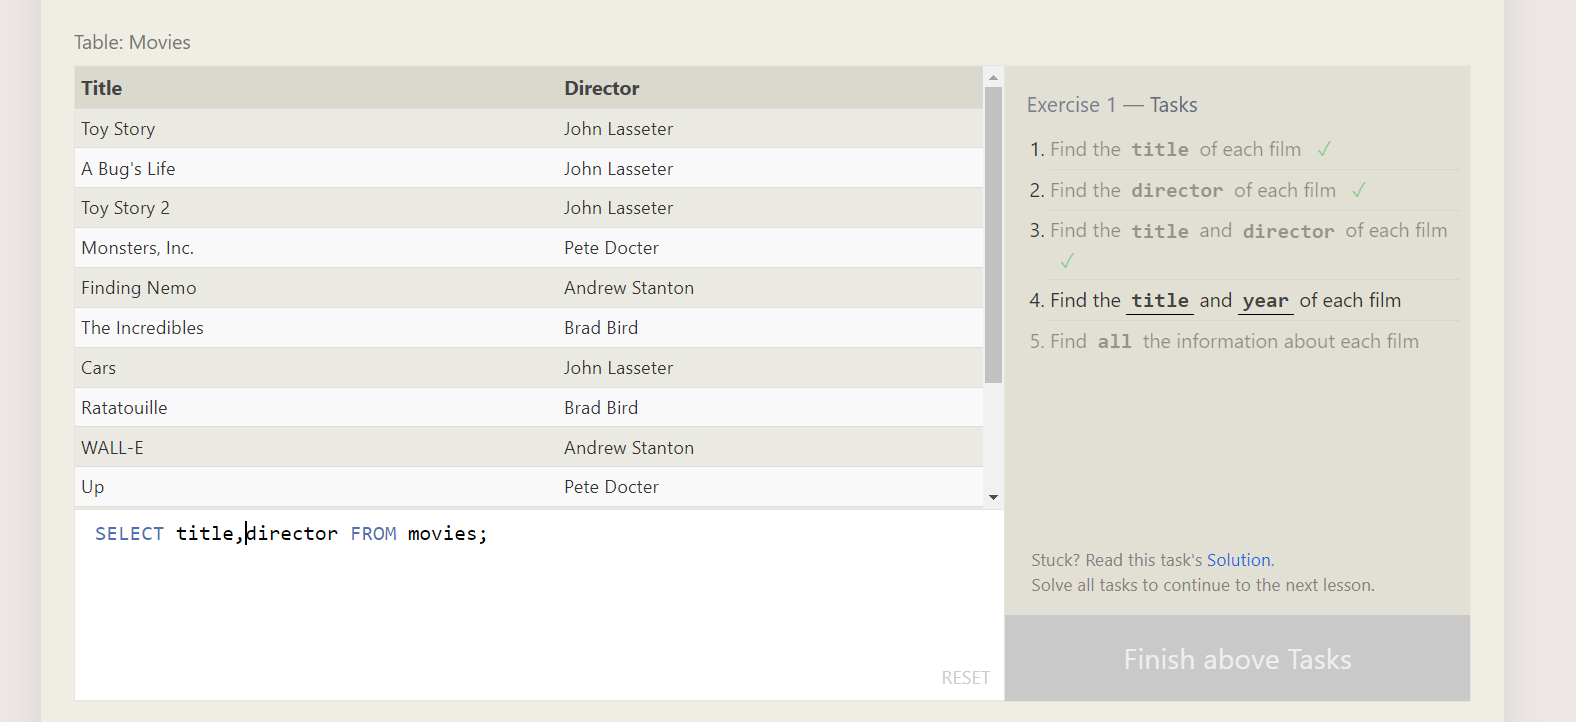 Table: Movies
Title Director
Toy Story John Lasseter
A Bug's Life John Lasseter
Toy Story 2 John Lasseter
Monsters, Inc. Pete Docter
Finding Nemo Andrew Stanton
The Incredibles Brad Bird
Cars John Lasseter
Ratatouille Brad Bird
WALL-E Andrew Stanton
Up Pete Docter
SELECT title,director FROM movies;
RESET
Exercise 1 — Tasks
1. Find the title of each film ✓
2. Find the director of each film ✓
3. Find the title and director of each film
✓
4. Find the title and year of each film
5. Find all the information about each film
Stuck? Read this task's Solution.
Solve all tasks to continue to the next lesson.
Finish above Tasks